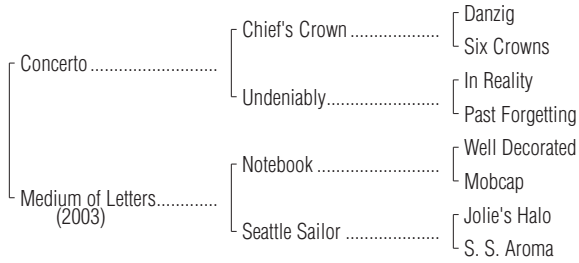 Danzig
Chief's Crown ....................
Six Crowns
Concerto ...........................
In Reality
Undeniably.........................
Past Forgetting
Well Decorated
Notebook ...........................
Mobcap
Medium of Letters.............
(2003)
Jolie's Halo
Seattle Sailor ....................
S. S. Aroma